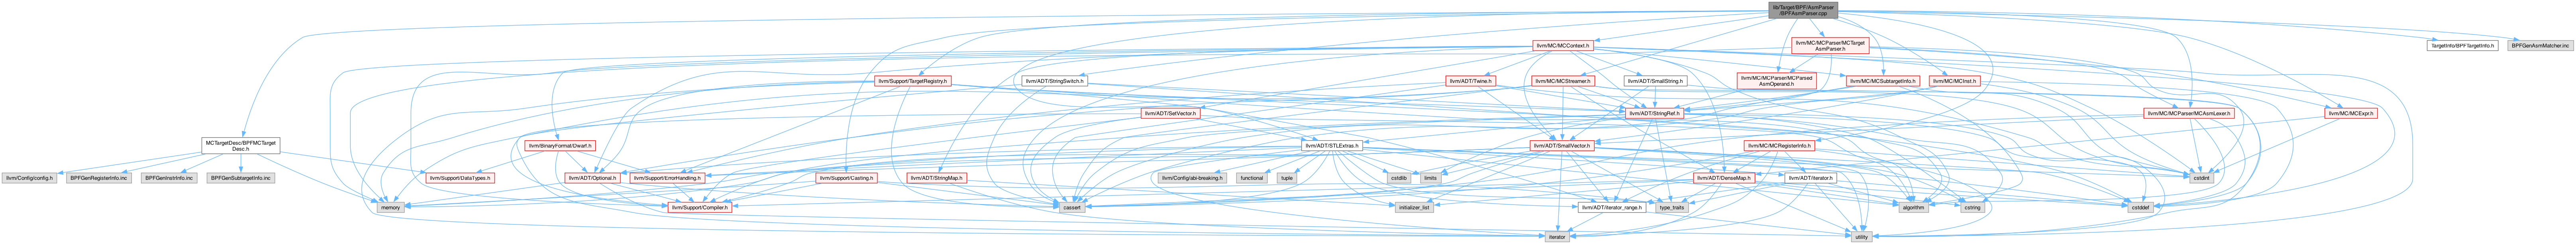 lib/Target/BPF/AsmParser
/BPFAsmParser.cpp
llvm/MC/MCContext.h
llvm/MC/MCParser/MCTarget
AsmParser.h
TargetInfo/BPFTargetInfo.h
BPFGenAsmMatcher.inc
llvm/Support/TargetRegistry.h
llvm/ADT/StringSwitch.h
llvm/ADT/Twine.h
llvm/MC/MCStreamer.h
llvm/ADT/SmallString.h
llvm/MC/MCParser/MCParsed
AsmOperand.h
llvm/MC/MCSubtargetInfo.h
llvm/MC/MCInst.h
llvm/ADT/SetVector.h
llvm/ADT/StringRef.h
llvm/MC/MCParser/MCAsmLexer.h
llvm/MC/MCExpr.h
MCTargetDesc/BPFMCTarget
Desc.h
llvm/BinaryFormat/Dwarf.h
llvm/ADT/STLExtras.h
llvm/ADT/SmallVector.h
llvm/MC/MCRegisterInfo.h
llvm/Config/config.h
BPFGenRegisterInfo.inc
BPFGenInstrInfo.inc
BPFGenSubtargetInfo.inc
llvm/Support/DataTypes.h
llvm/ADT/Optional.h
llvm/Support/ErrorHandling.h
llvm/Support/Casting.h
llvm/ADT/StringMap.h
llvm/Config/abi-breaking.h
functional
tuple
cstdlib
limits
llvm/ADT/DenseMap.h
llvm/ADT/iterator.h
cstdint
memory
llvm/Support/Compiler.h
cassert
initializer_list
llvm/ADT/iterator_range.h
type_traits
algorithm
cstring
cstddef
iterator
utility